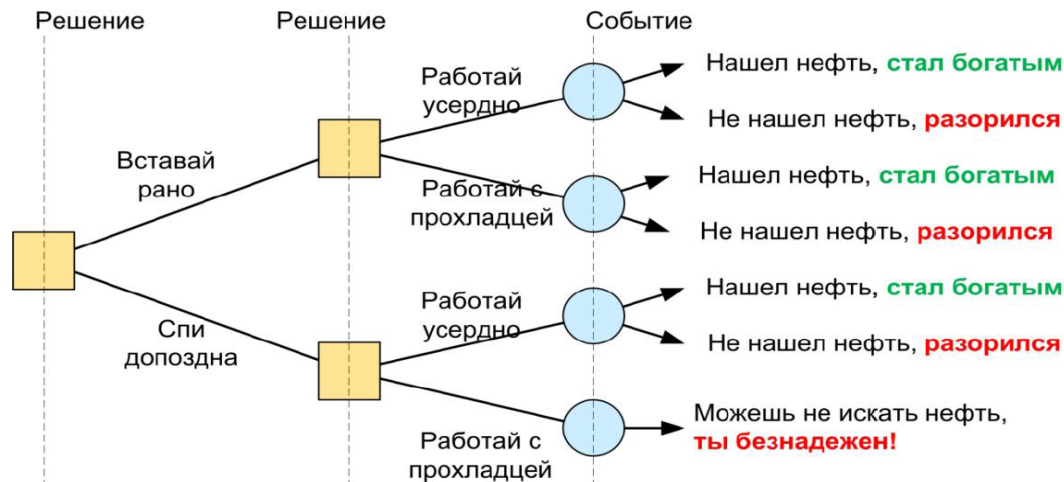 Решение
Решение
Событие
Работай
усердно
Нашел нефть, стал богатым
Не нашел нефть, разорился
Вставай
рано
Работай с
прохладцей
Нашел нефть, стал богатым
Не нашел нефть, разорился
Спи
допоздна
Работай
усердно
Нашел нефть, стал богатым
Не нашел нефть, разорился
Работай с
прохладцей
Можешь не искать нефть,
ты безнадежен!